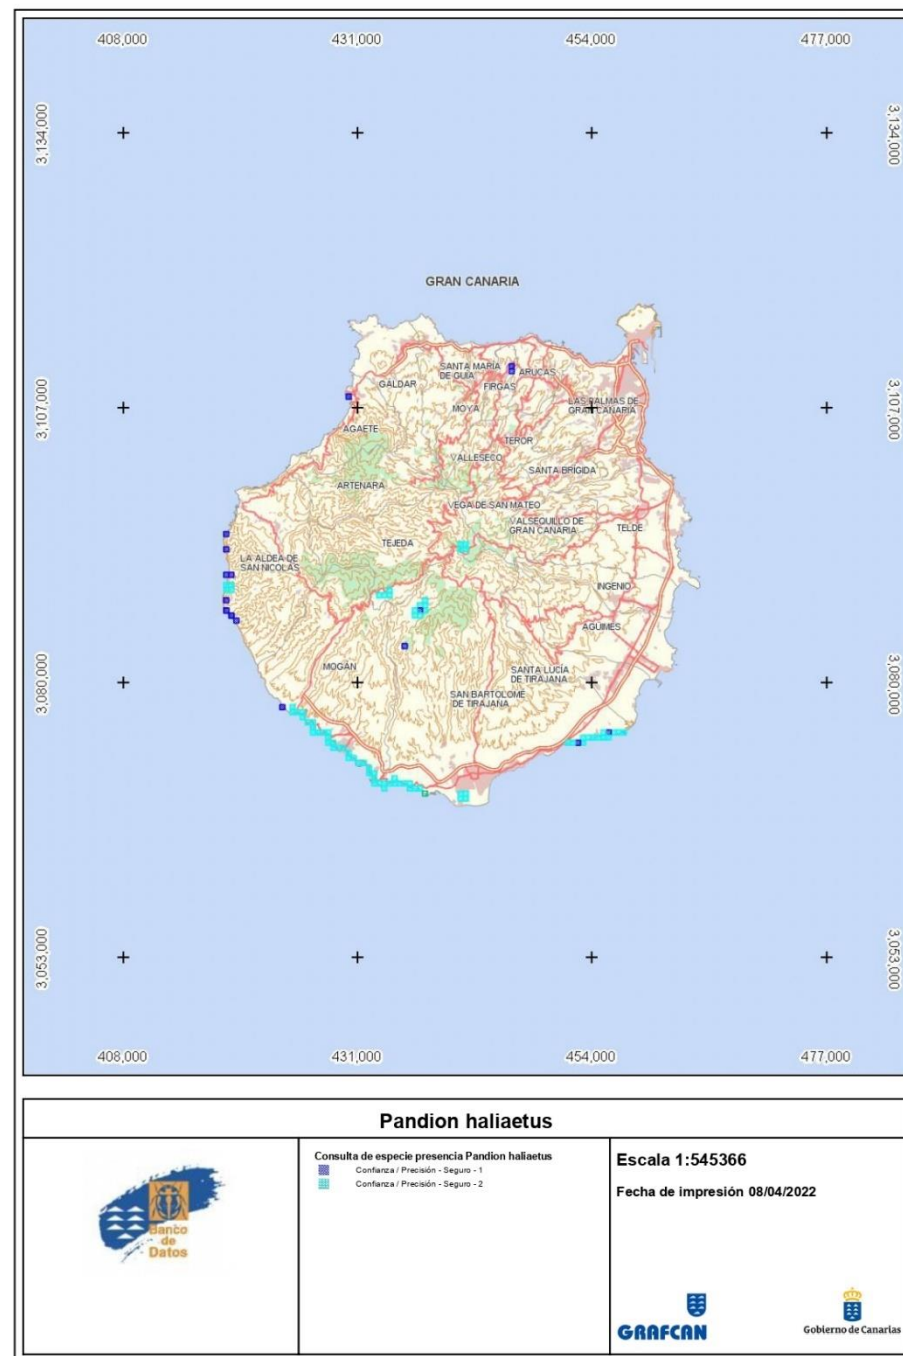 408,000 431,000 454,000 477,000
3,134,000 3,134,000
GRAN CANARIA
SANTA MARÍA
DE GUÍA
ARUCAS
GÁLDAR
FIRGAS
LAS PALMAS DE
GRAN CANARIA
MOYA
3,107,000 3,107,000
AGAETE
TEROR
VALLESECO
SANTA BRÍGIDA
ARTENARA
VEGA DE SAN MATEO
VALSEQUILLO DE
GRAN CANARIA
TELDE
TEJEDA
LA ALDEA DE
SAN NICOLÁS
INGENIO
AGÜIMES
MOGÁN
SANTA LUCÍA
DE TIRAJANA
3,080,000 3,080,000
SAN BARTOLOMÉ
DE TIRAJANA
3,053,000 3,053,000
408,000 431,000 454,000 477,000
Pandion haliaetus
Banco
de
Datos
Consulta de especie presencia Pandion haliaetus
Confianza / Precisión - Seguro - 1
Confianza / Precisión - Seguro - 2
Escala 1:545366
Fecha de impresión 08/04/2022
GRAFCAN
Gobierno de Canarias